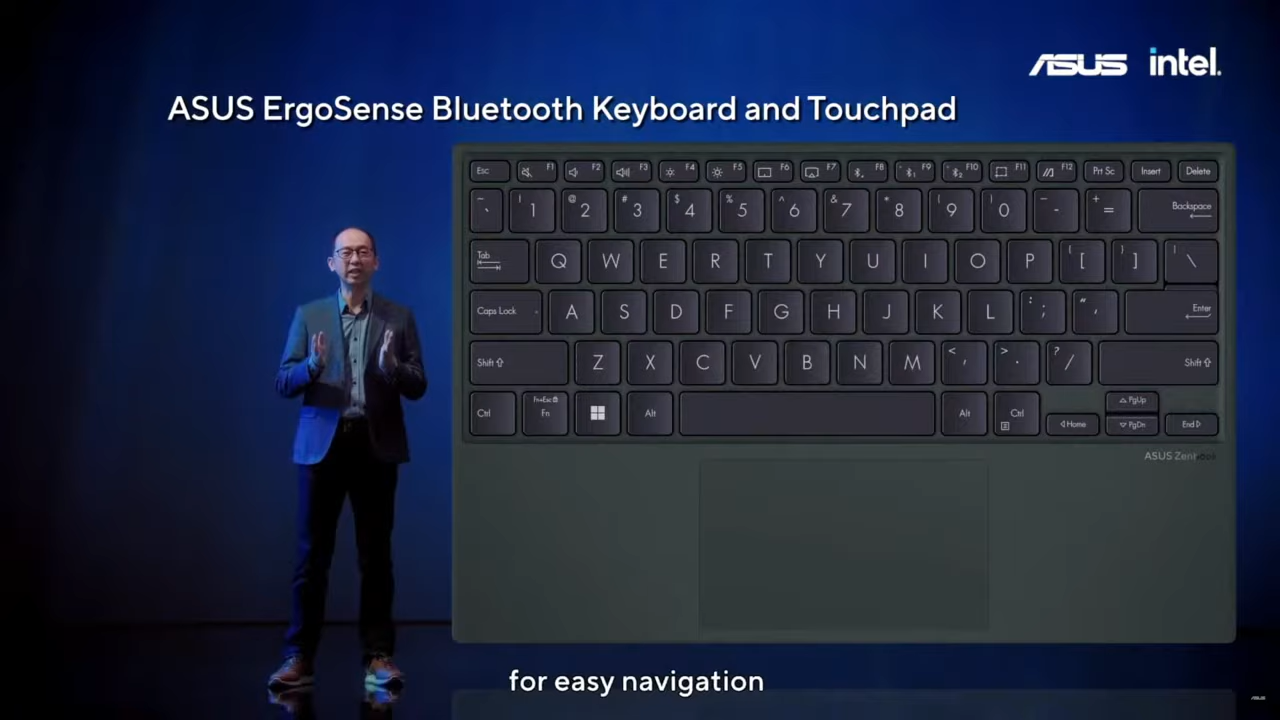 ASUS intel.
ASUS ErgoSense Bluetooth Keyboard and Touchpad
Esc F1 F2 F3 F4 F5 F6 F7 F8 F9 F10 F11 F12 Prt Sc Insert Delete
~ ` ! 1 @ 2 # 3 $ 4 % 5 ^ 6 & 7 * 8 ( 9 ) 0 _ - + = Backspace
Tab Q W E R T Y U I O P { [ } ] | \
Caps Lock A S D F G H J K L : ; " ' Enter
Shift Z X C V B N M < , > . ? / Shift
Ctrl Fn+Esc Fn Alt Alt Ctrl Home PgUp PgDn End
ASUS Zenbook
for easy navigation
ASUS